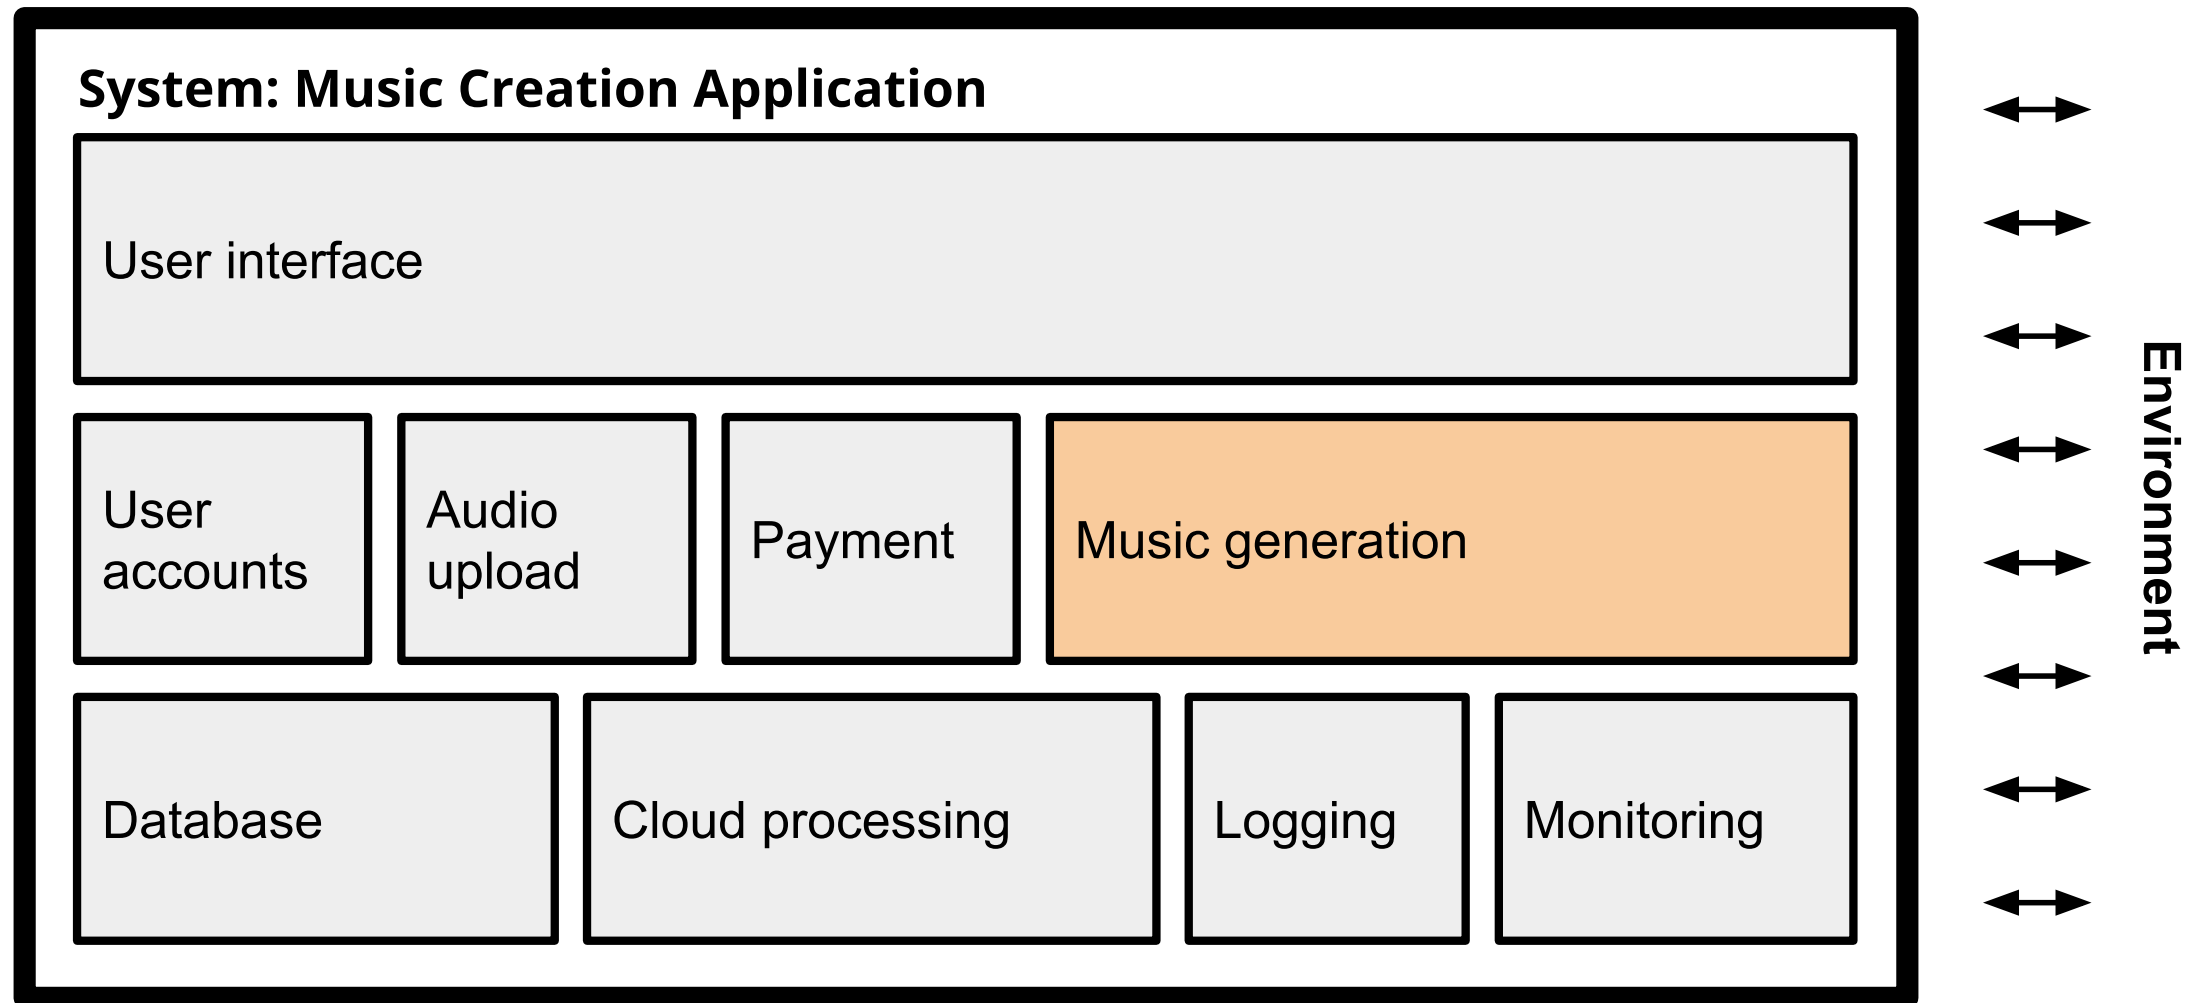 System: Music Creation Application
User interface
User
accounts
Audio
upload
Payment
Music generation
Database
Cloud processing
Logging
Monitoring
Environment